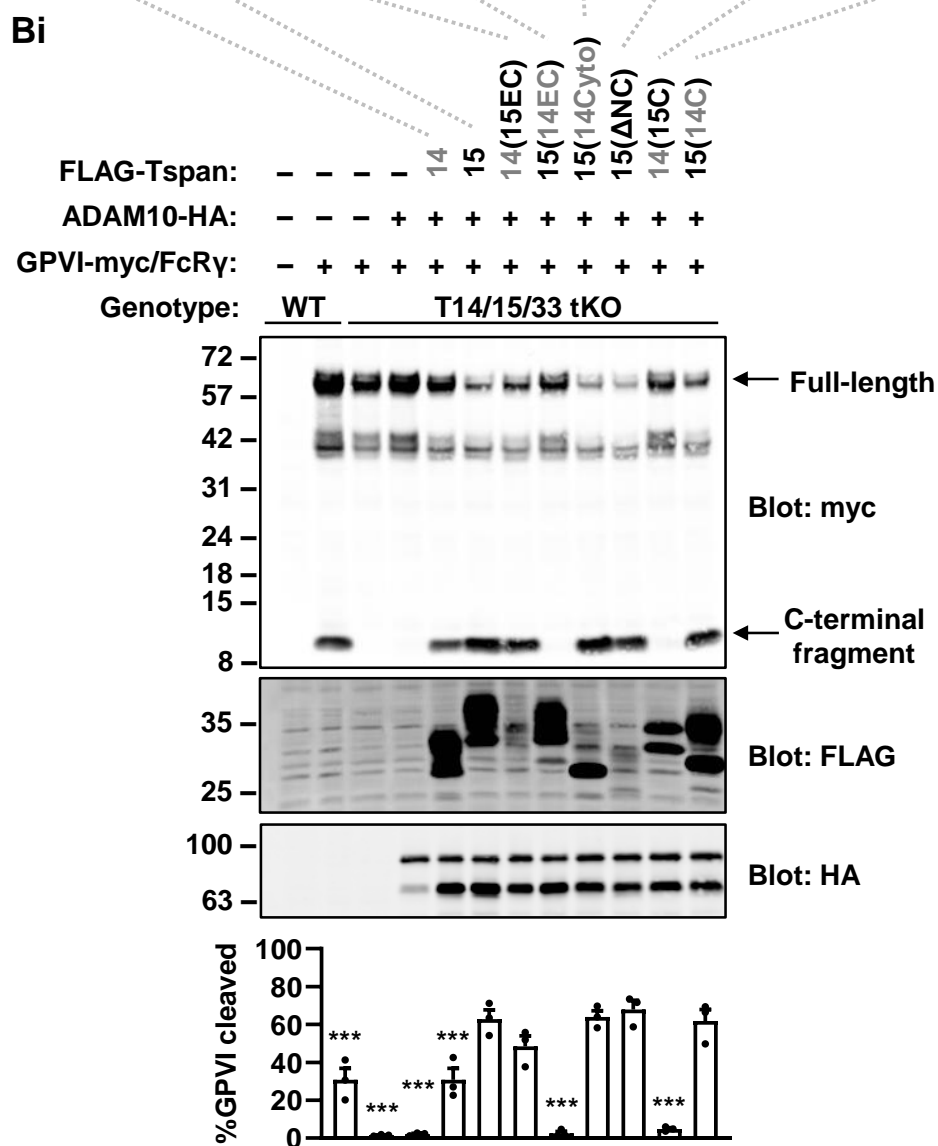 Bi
14 15 14(15EC) 15(14EC) 15(14Cyto) 15(ΔNC) 14(15C) 15(14C)
FLAG-Tspan: – – – –
ADAM10-HA: – – – + + + + + + + + +
GPVI-myc/FcRγ: – + + + + + + + + + + +
Genotype: WT T14/15/33 tKO
72
57
42
31
24
18
15
8
Full-length
Blot: myc
C-terminal
fragment
35
25
Blot: FLAG
100
63
Blot: HA
%GPVI cleaved
100
80
60
40
20
0
*** *** *** *** *** ***